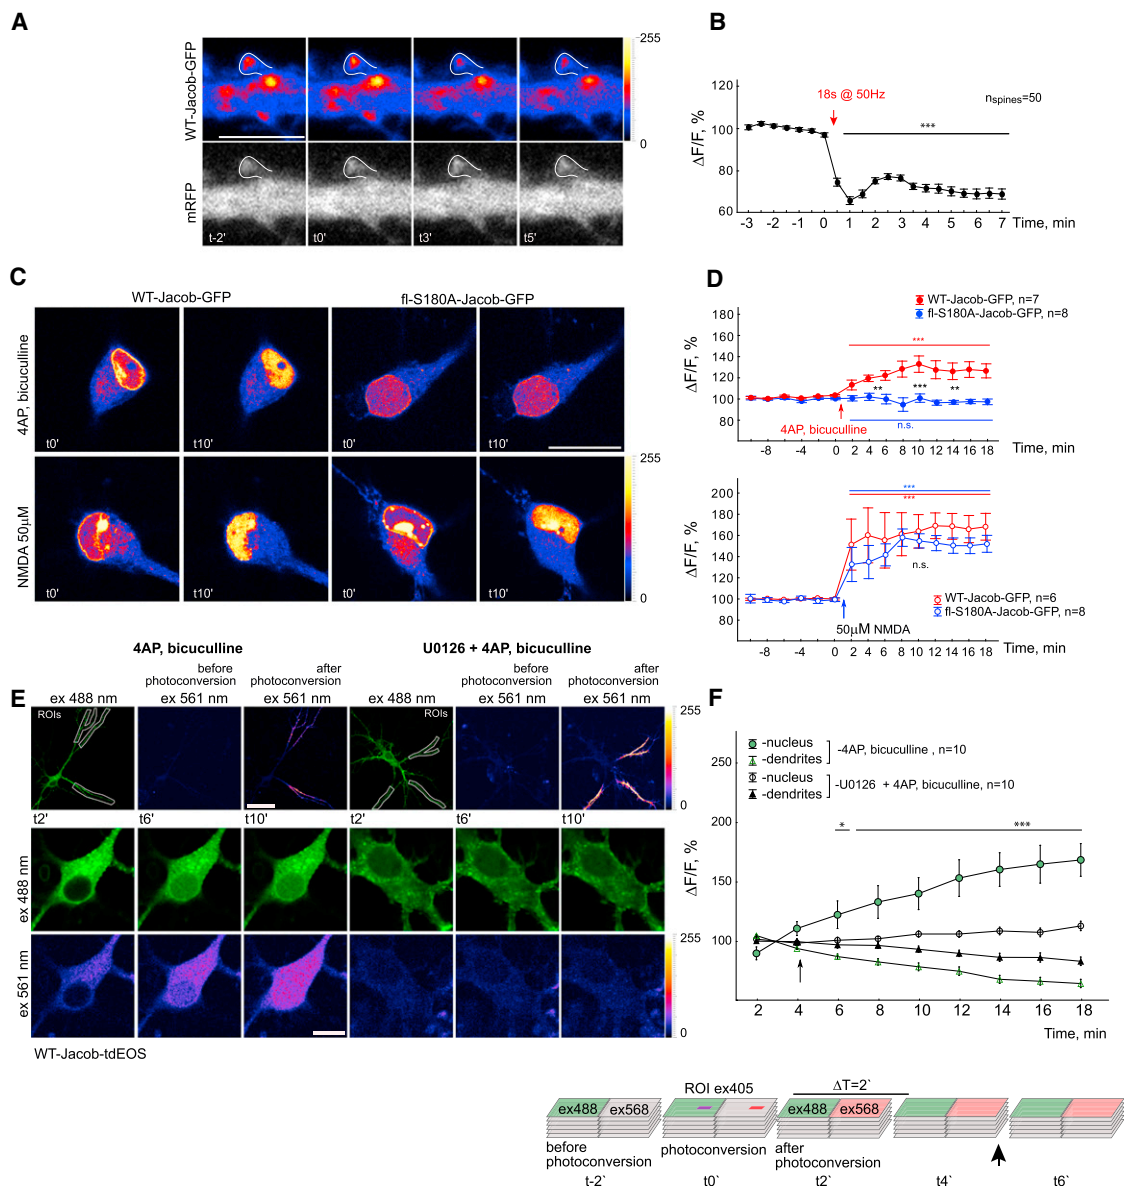 A
WT-Jacob-GFP
mRFP
t-2'
t0'
t3'
t5'
255
0
B
18s @ 50Hz
nspines=50
***
ΔF/F, %
120
100
80
60
-3 -2 -1 0 1 2 3 4 5 6 7 Time, min
C
WT-Jacob-GFP
fl-S180A-Jacob-GFP
4AP, bicuculline
t0'
t10'
t0'
t10'
NMDA 50µM
t0'
t10'
t0'
t10'
255
0
D
WT-Jacob-GFP, n=7
fl-S180A-Jacob-GFP, n=8
ΔF/F, %
180
160
140
120
100
80
***
** *** **
n.s.
4AP, bicuculline
-8 -4 0 2 4 6 8 10 12 14 16 18
Time, min
ΔF/F, %
200
180
160
140
120
100
80
***
***
n.s.
WT-Jacob-GFP, n=6
fl-S180A-Jacob-GFP, n=8
50µM NMDA
-8 -4 0 2 4 6 8 10 12 14 16 18
Time, min
E
4AP, bicuculline
U0126 + 4AP, bicuculline
before photoconversion
after photoconversion
before photoconversion
after photoconversion
ex 488 nm
ex 561 nm
ex 561 nm
ex 488 nm
ex 561 nm
ex 561 nm
ROIs
ROIs
t2'
t6'
t10'
t2'
t6'
t10'
255
0
ex 488 nm
ex 561 nm
255
0
WT-Jacob-tdEOS
F
-nucleus
-dendrites
-4AP, bicuculline , n=10
-nucleus
-dendrites
-U0126 + 4AP, bicuculline, n=10
ΔF/F, %
250
200
150
100
* ***
2 4 6 8 10 12 14 16 18
Time, min
ROI ex405
ΔT=2`
ex488 ex568
ex488 ex568
before photoconversion
photoconversion
after photoconversion
t-2`
t0`
t2`
t4`
t6`